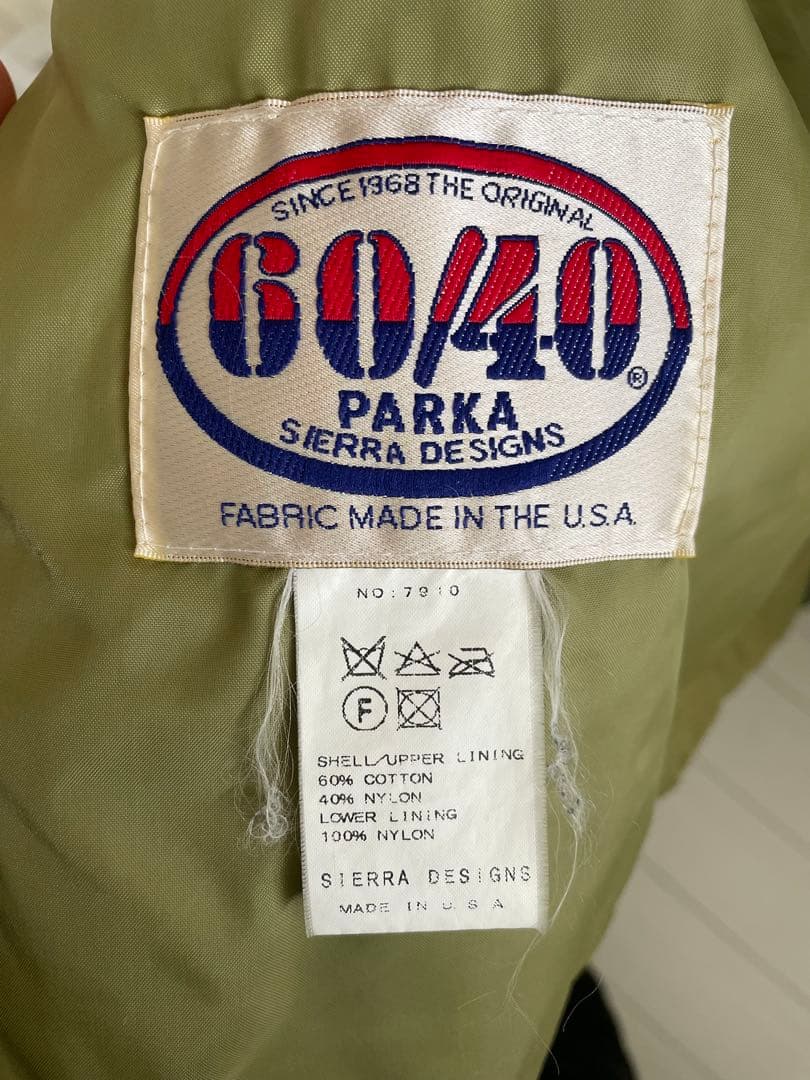 SINCE 1968 THE ORIGINAL
60/40®
PARKA
SIERRA DESIGNS
FABRIC MADE IN THE U.S.A.
NO:7910
F
SHELL/UPPER LINING
60% COTTON
40% NYLON
LOWER LINING
100% NYLON
SIERRA DESIGNS
MADE IN U S A